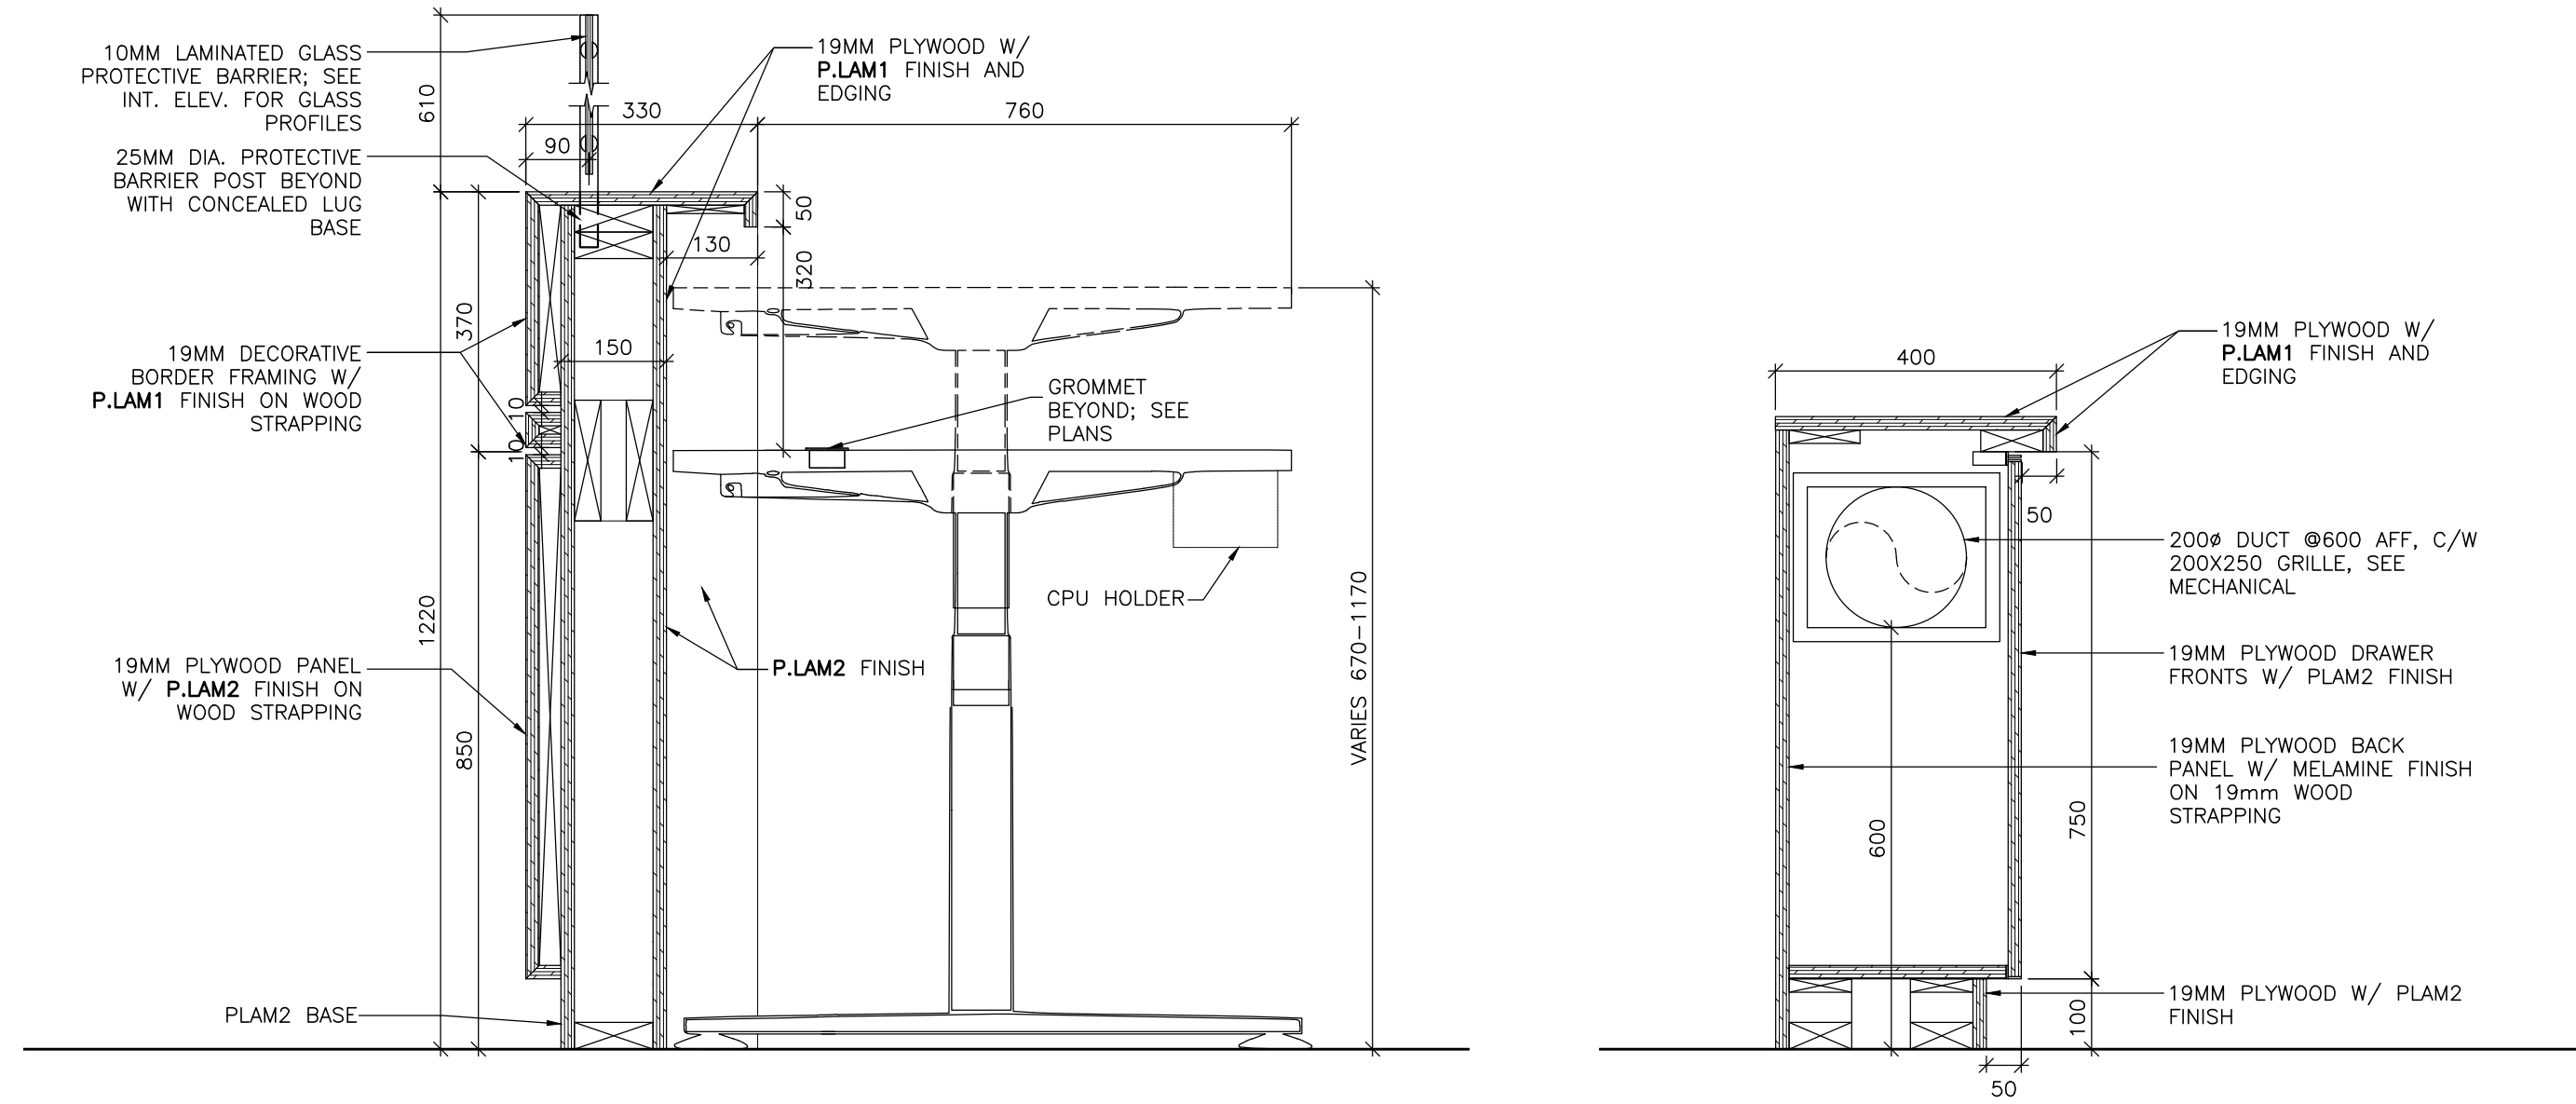 10MM LAMINATED GLASS
PROTECTIVE BARRIER; SEE
INT. ELEV. FOR GLASS
PROFILES
25MM DIA. PROTECTIVE
BARRIER POST BEYOND
WITH CONCEALED LUG
BASE
19MM DECORATIVE
BORDER FRAMING W/
P.LAM1 FINISH ON WOOD
STRAPPING
19MM PLYWOOD PANEL
W/ P.LAM2 FINISH ON
WOOD STRAPPING
PLAM2 BASE
610
1220
370
850
10
10
330
90
760
150
130
50
320
19MM PLYWOOD W/
P.LAM1 FINISH AND
EDGING
GROMMET
BEYOND; SEE
PLANS
CPU HOLDER
P.LAM2 FINISH
VARIES 670-1170
400
50
600
750
100
50
19MM PLYWOOD W/
P.LAM1 FINISH AND
EDGING
200ø DUCT @600 AFF, C/W
200X250 GRILLE, SEE
MECHANICAL
19MM PLYWOOD DRAWER
FRONTS W/ PLAM2 FINISH
19MM PLYWOOD BACK
PANEL W/ MELAMINE FINISH
ON 19mm WOOD
STRAPPING
19MM PLYWOOD W/ PLAM2
FINISH